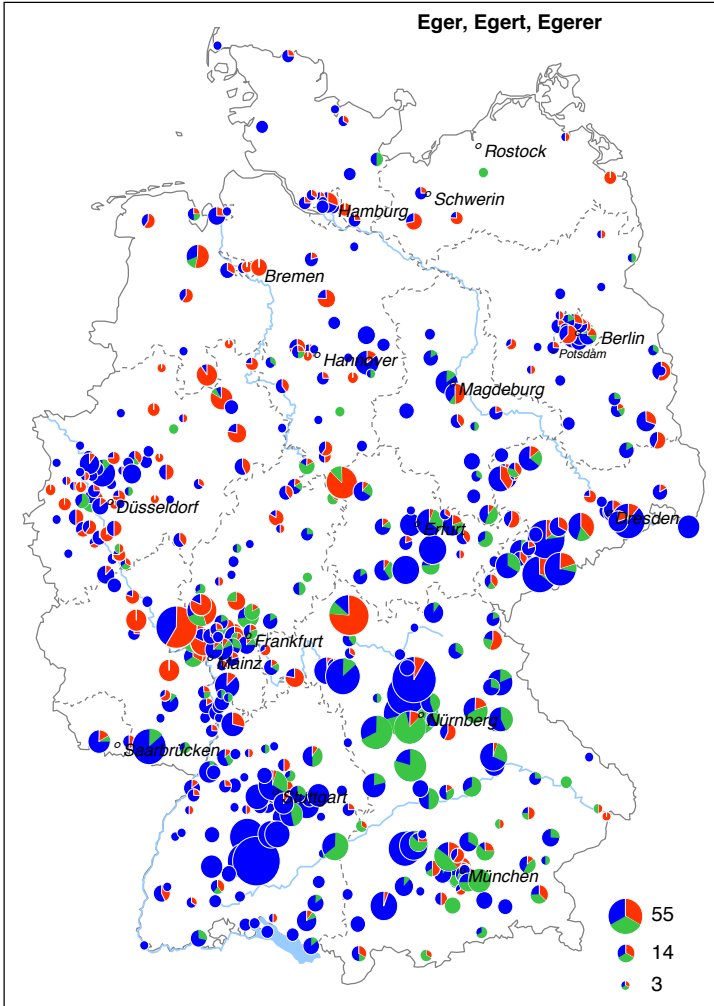 Eger, Egert, Egerer
Rostock
Schwerin
Hamburg
Bremen
Berlin
Potsdam
Hannover
Magdeburg
Düsseldorf
Dresden
Erfurt
Frankfurt
Mainz
Nürnberg
Saarbrücken
Stuttgart
München
55
14
3